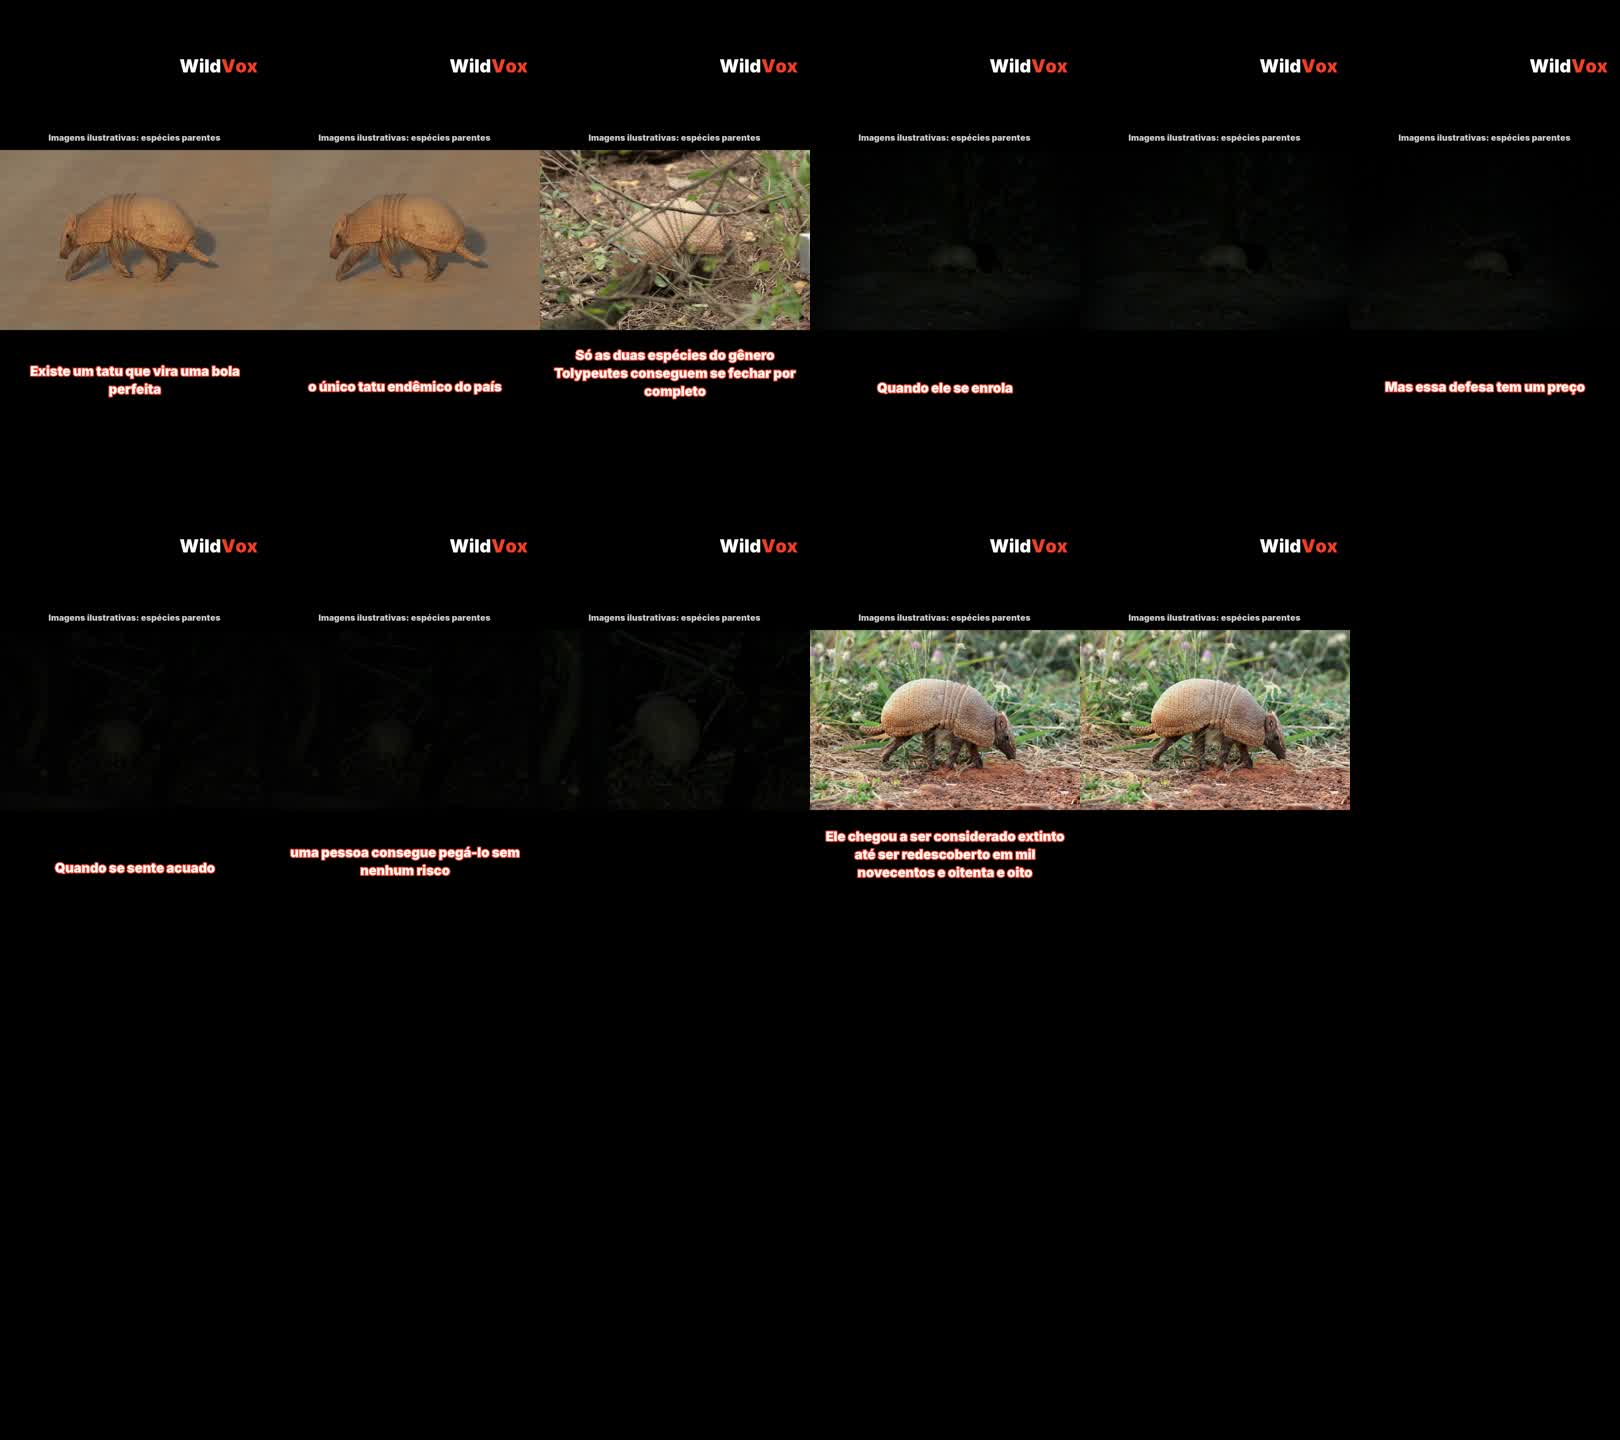 WildVox
WildVox
WildVox
WildVox
WildVox
WildVox
Imagens ilustrativas: espécies parentes
Imagens ilustrativas: espécies parentes
Imagens ilustrativas: espécies parentes
Imagens ilustrativas: espécies parentes
Imagens ilustrativas: espécies parentes
Imagens ilustrativas: espécies parentes
Existe um tatu que vira uma bola
perfeita
o único tatu endêmico do país
Só as duas espécies do gênero
Tolypeutes conseguem se fechar por
completo
Quando ele se enrola
Mas essa defesa tem um preço
WildVox
WildVox
WildVox
WildVox
WildVox
Imagens ilustrativas: espécies parentes
Imagens ilustrativas: espécies parentes
Imagens ilustrativas: espécies parentes
Imagens ilustrativas: espécies parentes
Imagens ilustrativas: espécies parentes
Quando se sente acuado
uma pessoa consegue pegá-lo sem
nenhum risco
Ele chegou a ser considerado extinto
até ser redescoberto em mil
novecentos e oitenta e oito